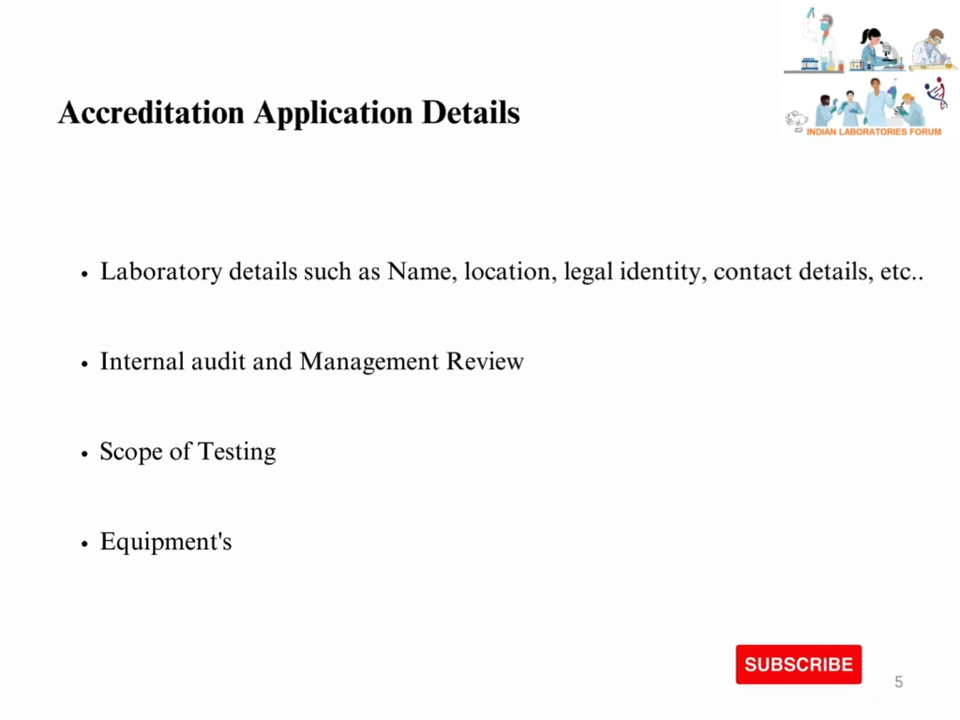 INDIAN LABORATORIES FORUM
Accreditation Application Details
• Laboratory details such as Name, location, legal identity, contact details, etc..
• Internal audit and Management Review
• Scope of Testing
• Equipment's
SUBSCRIBE
5